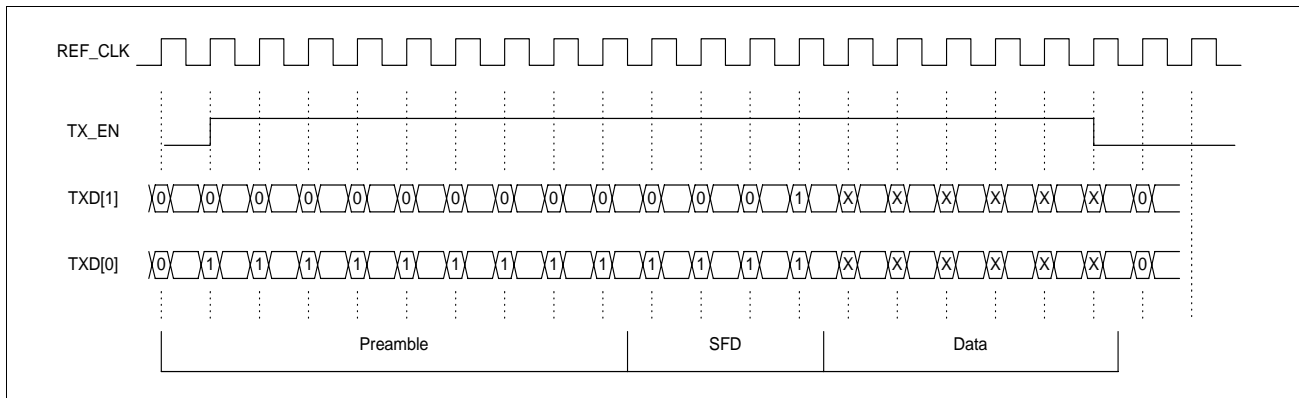 REF_CLK
TX_EN
TXD[1] 0 0 0 0 0 0 0 0 0 0 0 0 0 1 X X X X X X 0
TXD[0] 0 1 1 1 1 1 1 1 1 1 1 1 1 1 X X X X X X 0
Preamble SFD Data